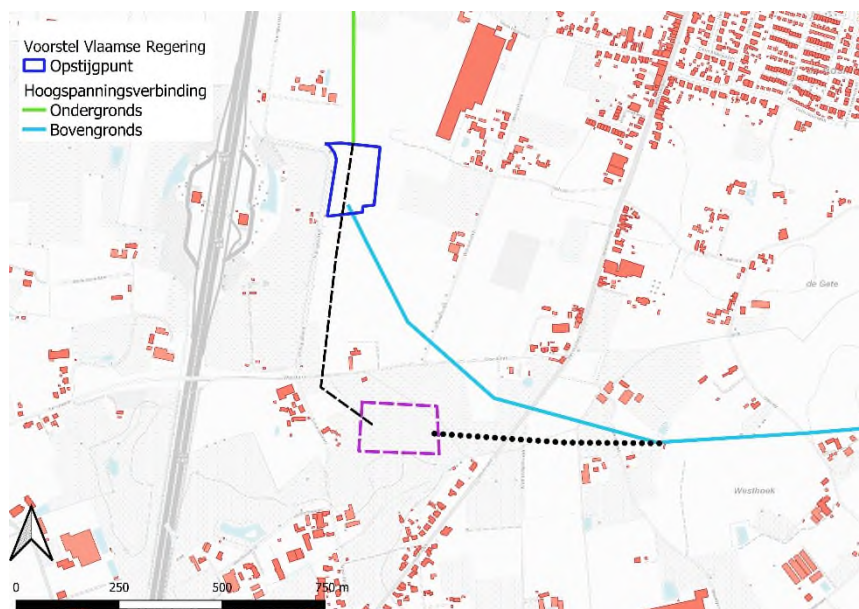 Voorstel Vlaamse Regering
Opstijgpunt
Hoogspanningsverbinding
Ondergronds
Bovengronds
de Gate
Westhoek
0 250 500 750 m